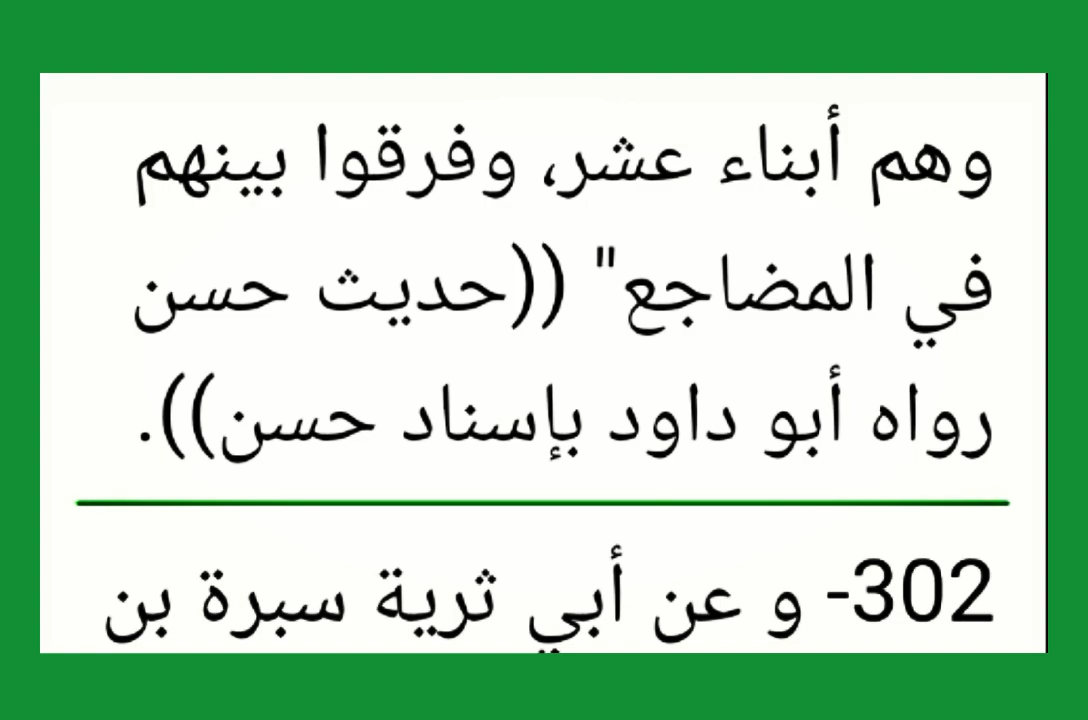 وهم أبناء عشر، وفرقوا بينهم
في المضاجع" ((حديث حسن
رواه أبو داود بإسناد حسن)).
302- و عن أبي ثرية سبرة بن